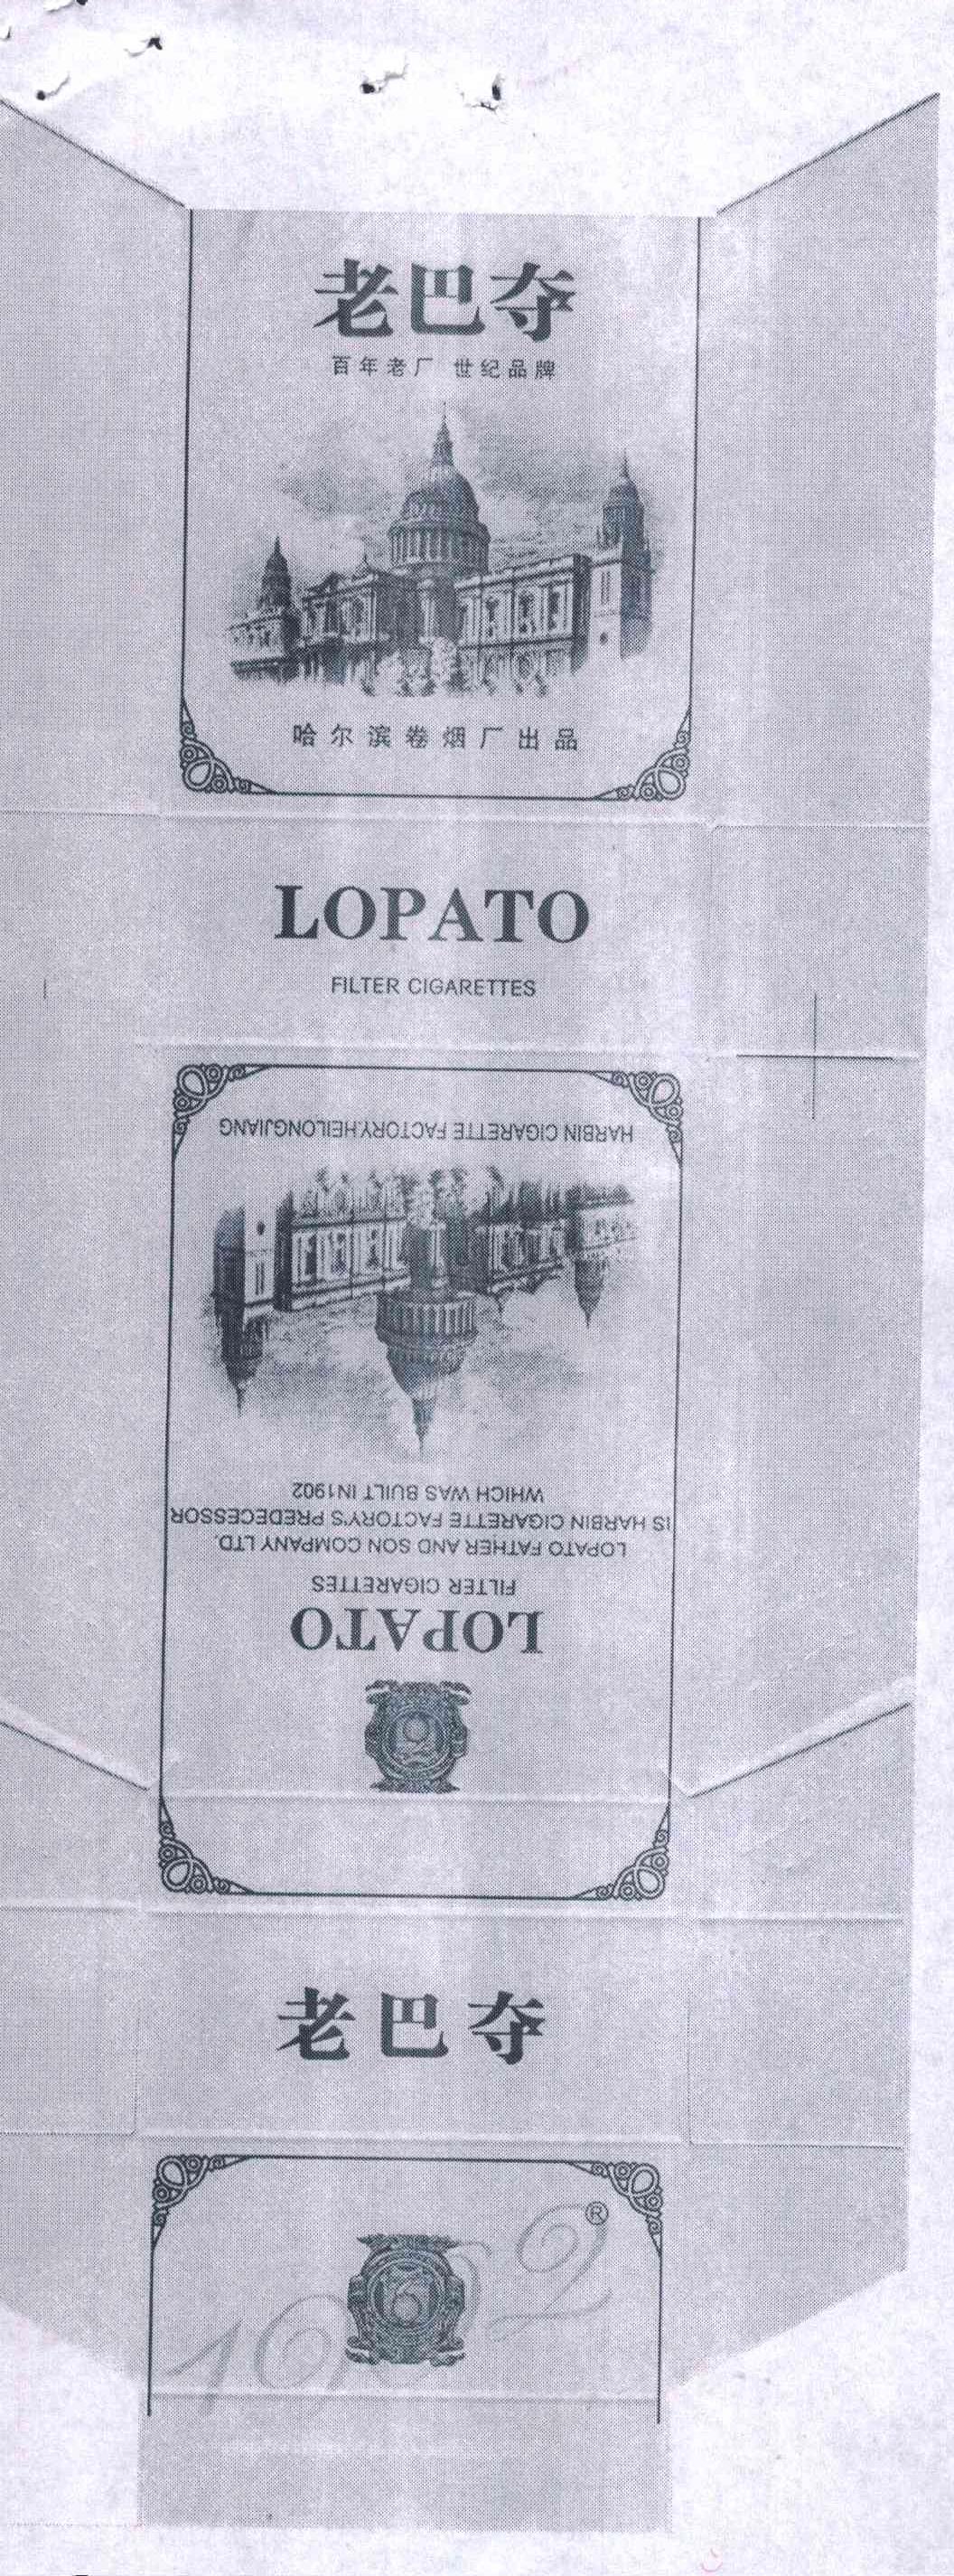 老巴夺
百年老厂 世纪品牌
哈尔滨卷烟厂出品
LOPATO
FILTER CIGARETTES
LOPATO
FILTER CIGARETTES
LOPATO FATHER AND SON COMPANY LTD.
IS HARBIN CIGARETTE FACTORY'S PREDECESSOR
WHICH WAS BUILT IN1902
HARBIN CIGARETTE FACTORY.HEILONGJIANG
老巴夺
1902
®